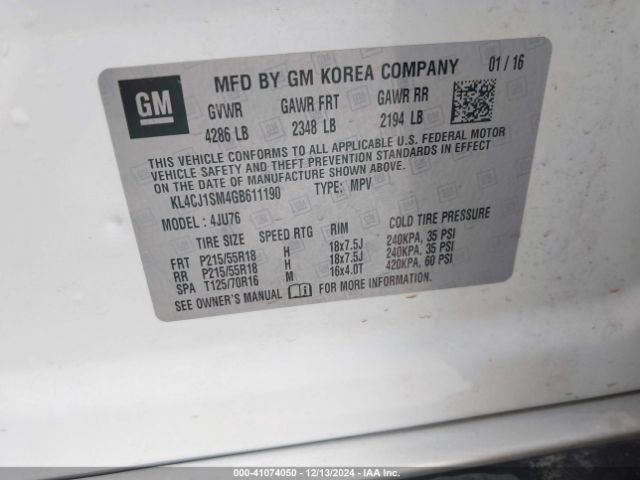 GM
MFD BY GM KOREA COMPANY 01 / 16
GVWR GAWR FRT GAWR RR
4286 LB 2348 LB 2194 LB
THIS VEHICLE CONFORMS TO ALL APPLICABLE U.S. FEDERAL MOTOR
VEHICLE SAFETY AND THEFT PREVENTION STANDARDS IN EFFECT
ON THE DATE OF MANUFACTURE SHOWN ABOVE.
KL4CJ1SM4GB611190 TYPE: MPV
MODEL : 4JU76
TIRE SIZE SPEED RTG RIM COLD TIRE PRESSURE
FRT P215/55R18 H 18x7.5J 240KPA, 35 PSI
RR P215/55R18 H 18x7.5J 240KPA, 35 PSI
SPA T125/70R16 M 16x4.0T 420KPA, 60 PSI
SEE OWNER'S MANUAL FOR MORE INFORMATION.
000-41074050 - 12/13/2024 - IAA Inc.